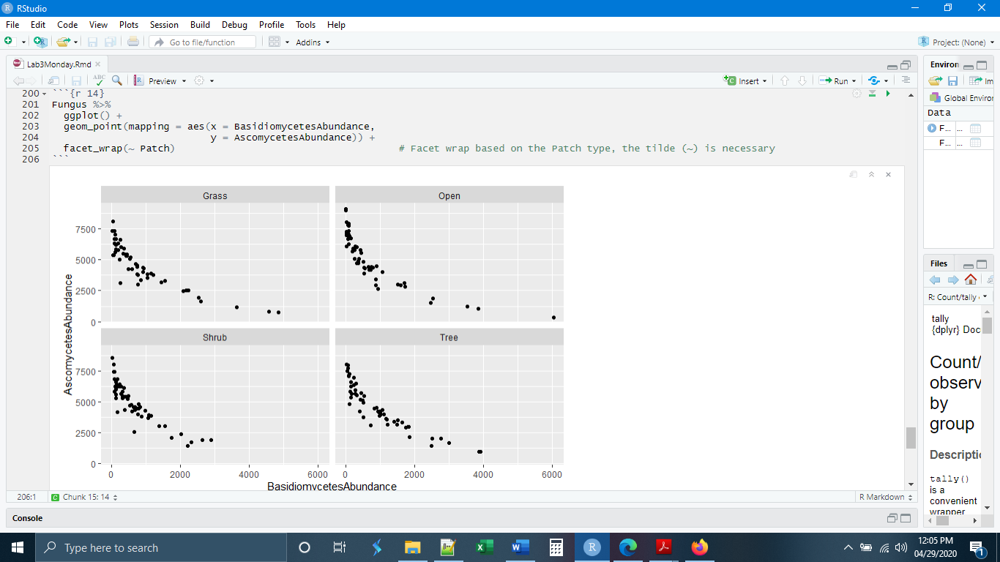 RStudio
File Edit Code View Plots Session Build Debug Profile Tools Help
Go to file/function Addins Project: (None)
Lab3Monday.Rmd
ABC Preview Insert Run
200 ```{r 14}
201 Fungus %>%
202 ggplot() +
203 geom_point(mapping = aes(x = BasidiomycetesAbundance,
204 y = AscomycetesAbundance)) +
205 facet_wrap(~ Patch) # Facet wrap based on the Patch type, the tilde (~) is necessary
206 ```
Grass Open
7500
5000
2500
0
Shrub Tree
7500
5000
2500
0
0 2000 4000 6000 0 2000 4000 6000
AscomycetesAbundance
BasidiomycetesAbundance
206:1 C Chunk 15: 14 R Markdown
Console
Environ
Im
Global Enviror
Data
F... ...
F... ...
Files
R: Count/tally
tally
{dplyr} Doc
Count/
observ
by
group
Descriptio
tally()
is a
convenient
wrapper
Type here to search
12:05 PM
04/29/2020
1